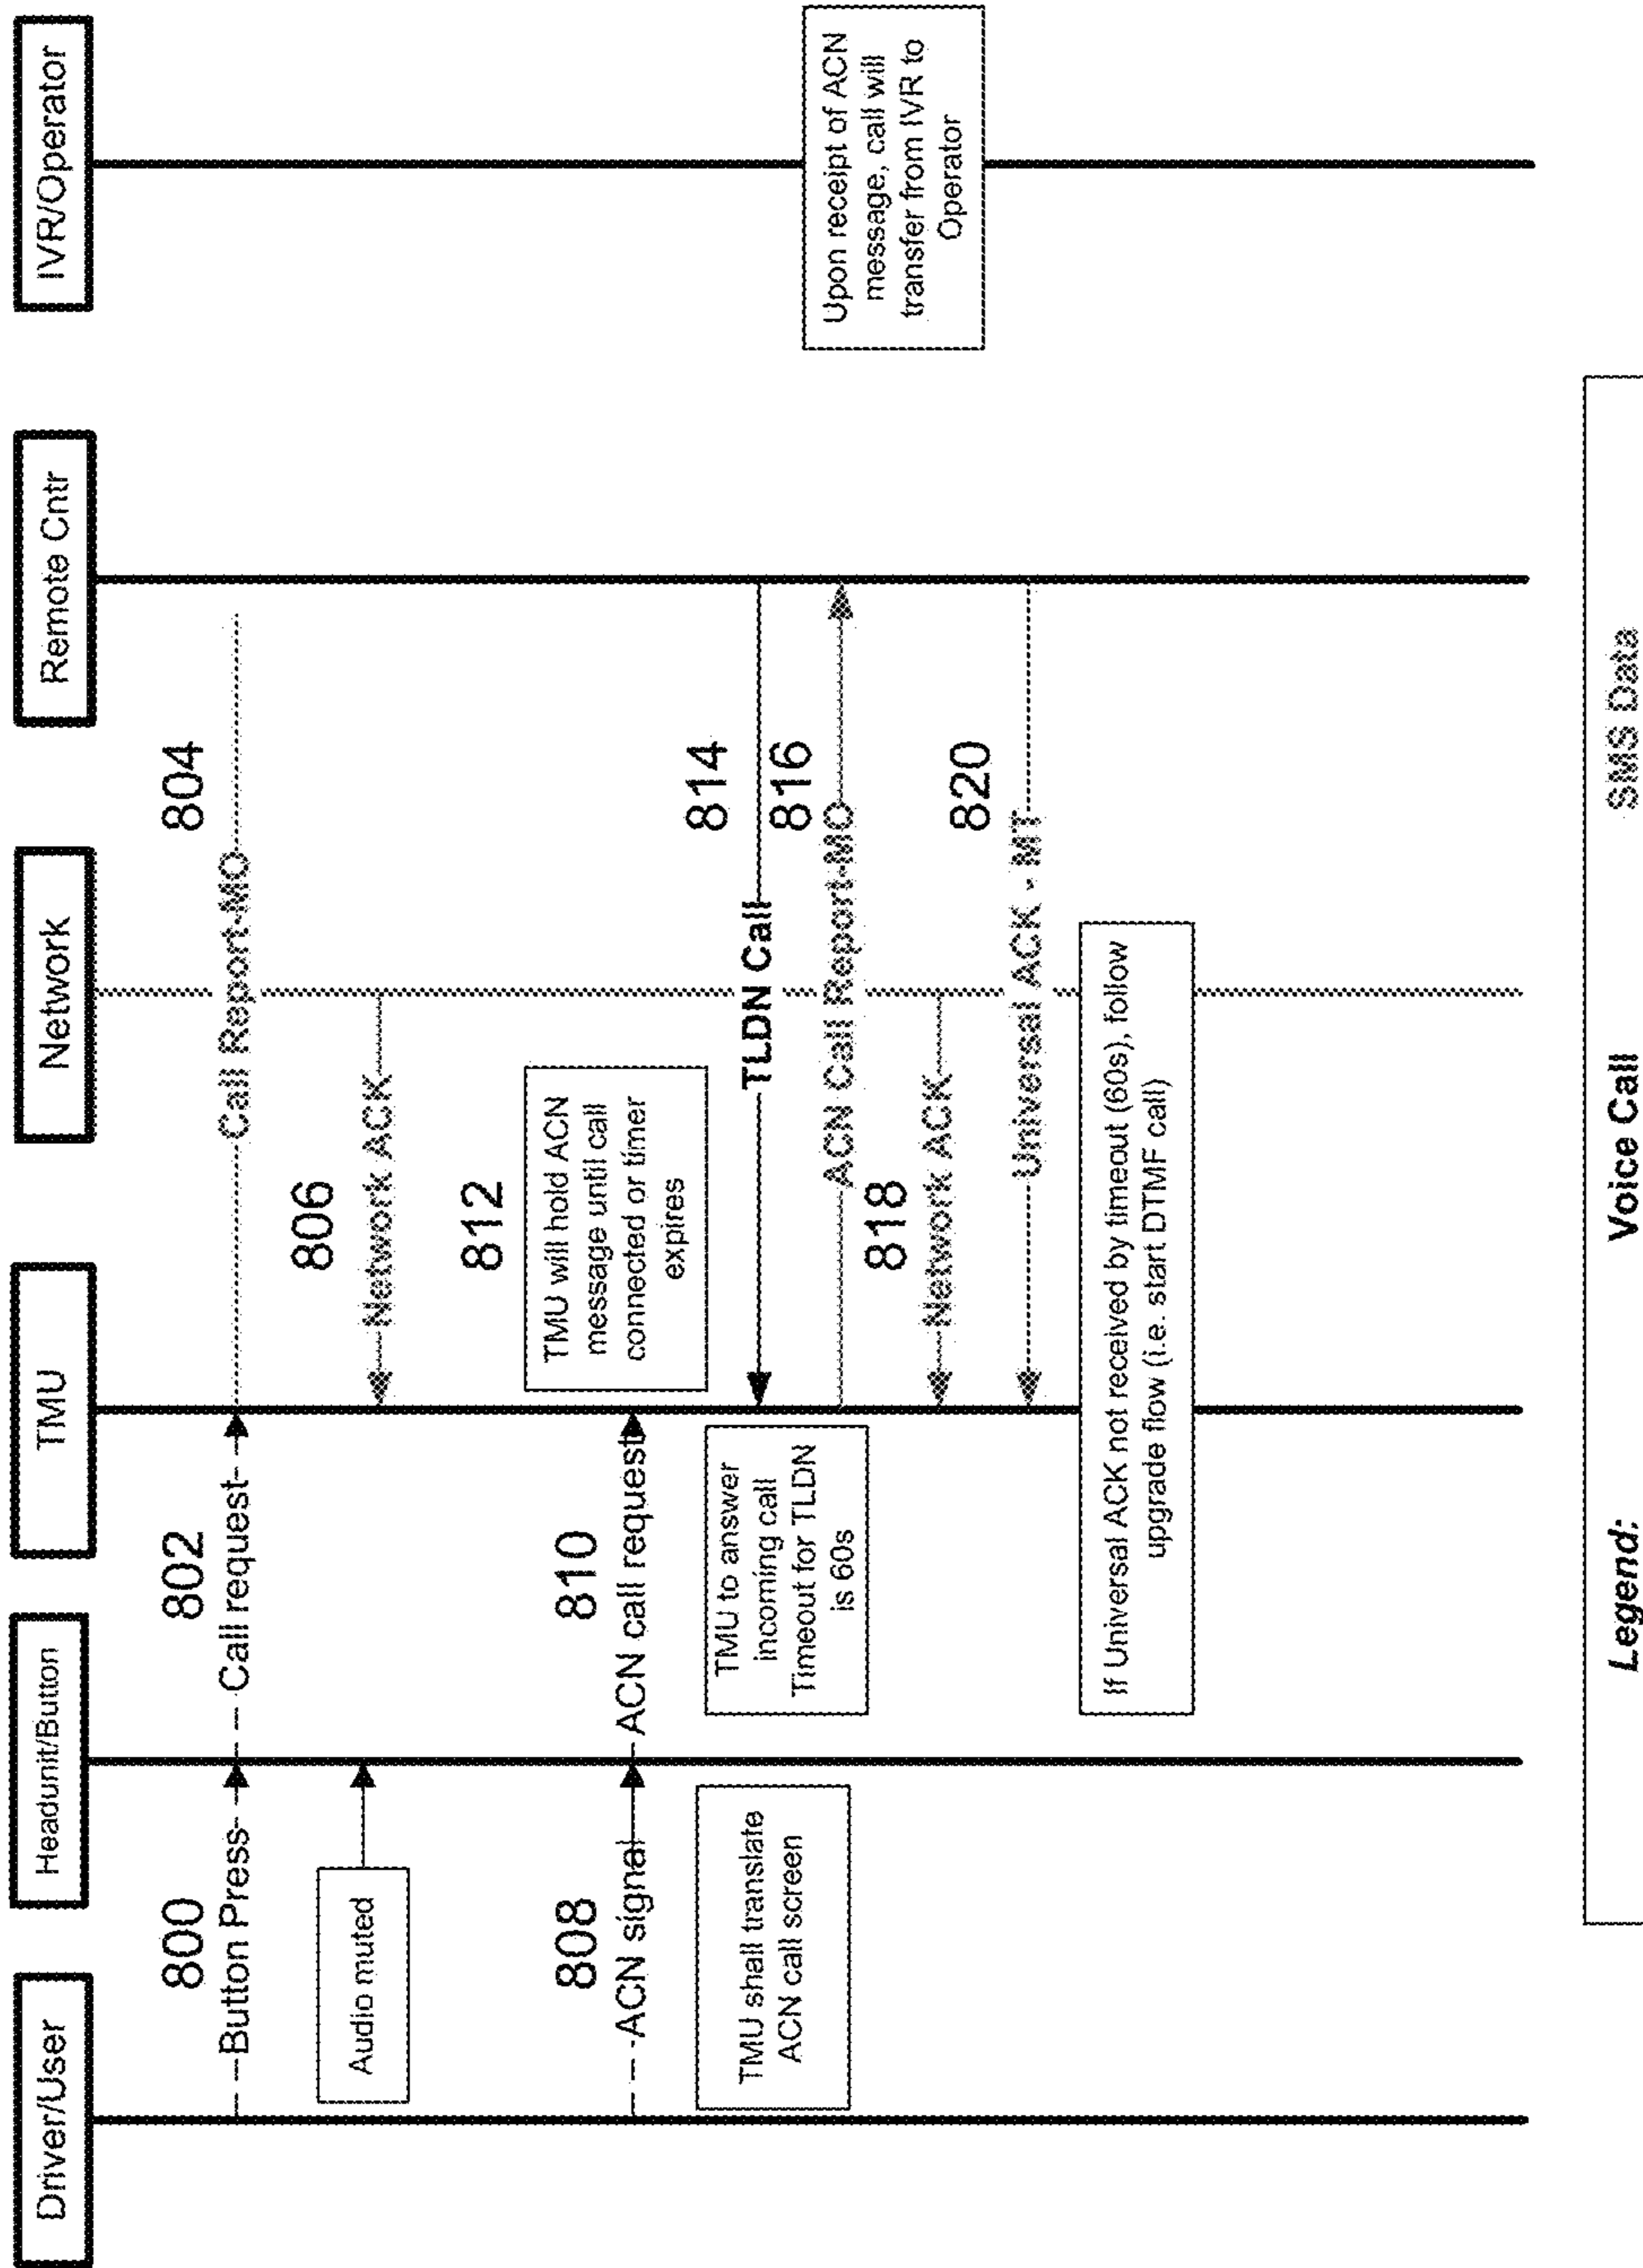 Driver/User
Headunit/Button
TMU
Network
Remote Cntr
IVR/Operator
800
802
804
Button Press
Call request
Call Report-MO
806
Audio muted
Network ACK
812
TMU will hold ACN
message until call
connected or timer
expires
808
810
ACN signal
ACN call request
814
TMU shall translate
ACN call screen
TMU to answer
incoming call
Timeout for TLDN
is 60s
TLDN Call
816
ACN Call Report-MO
Upon receipt of ACN
message, call will
transfer from IVR to
Operator
818
Network ACK
820
Universal ACK - MT
If Universal ACK not received by timeout (60s), follow
upgrade flow (i.e. start DTMF call)
Legend:
Voice Call
SMS Data